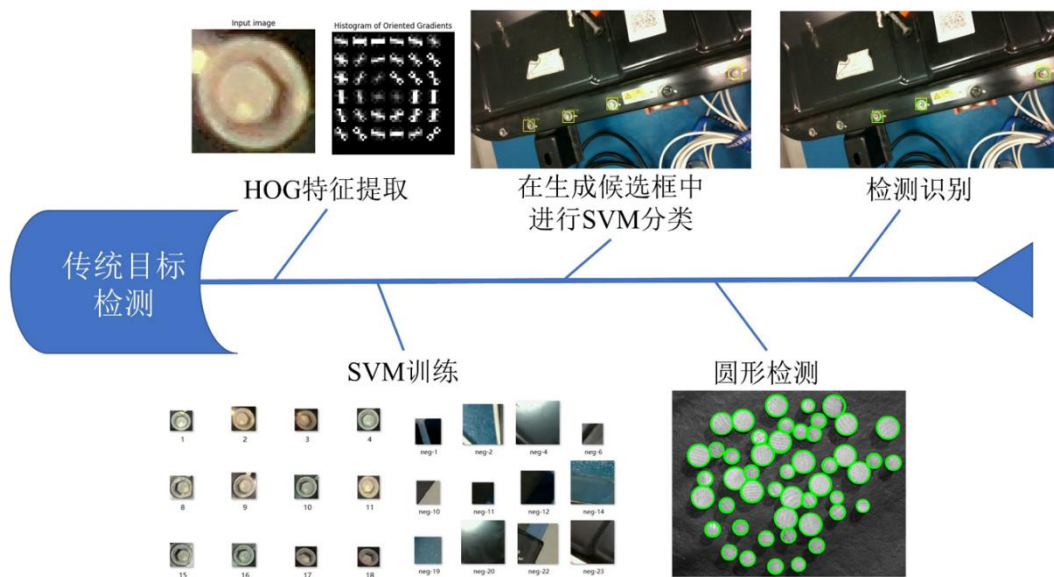 Input image
Histogram of Oriented Gradients
HOG特征提取
在生成候选框中
进行SVM分类
检测识别
传统目标
检测
SVM训练
圆形检测
1
2
3
4
neg-1
neg-2
neg-4
neg-6
8
9
10
11
neg-10
neg-11
neg-12
neg-14
15
16
17
18
neg-19
neg-20
neg-22
neg-23